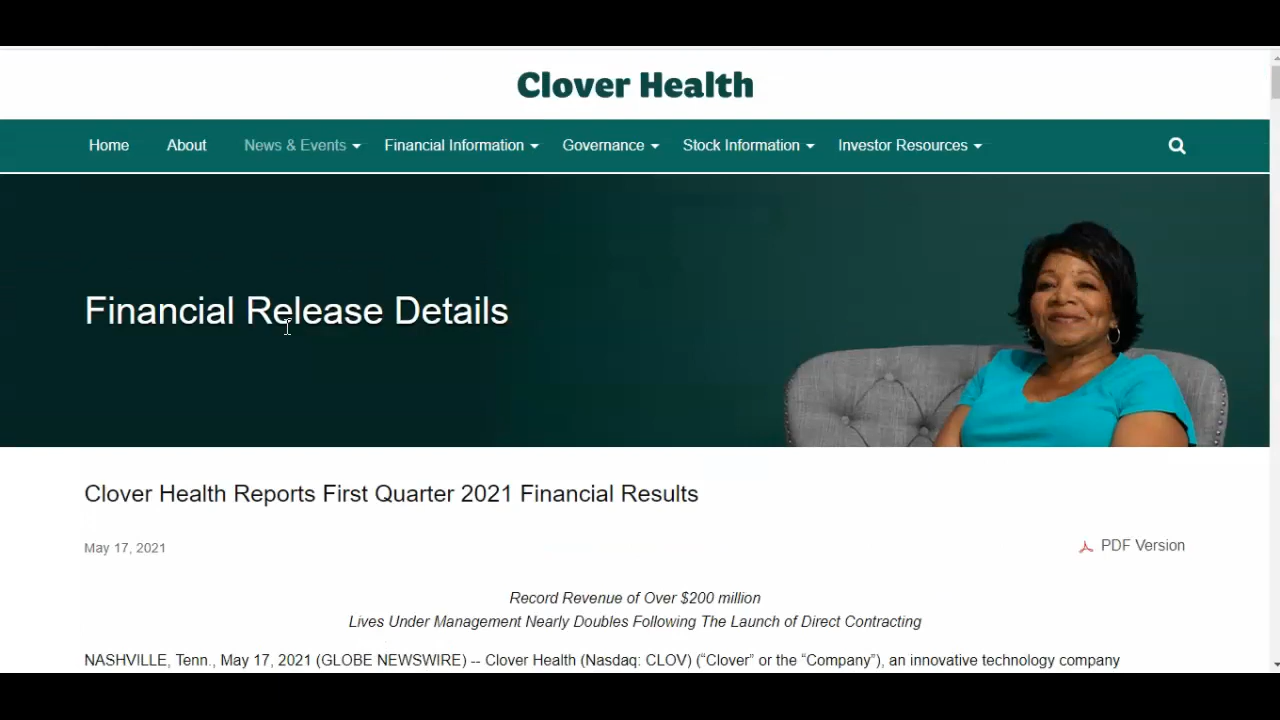 Clover Health
Home About News & Events Financial Information Governance Stock Information Investor Resources
Financial Release Details
Clover Health Reports First Quarter 2021 Financial Results
May 17, 2021
PDF Version
Record Revenue of Over $200 million
Lives Under Management Nearly Doubles Following The Launch of Direct Contracting
NASHVILLE, Tenn., May 17, 2021 (GLOBE NEWSWIRE) -- Clover Health (Nasdaq: CLOV) (“Clover” or the “Company”), an innovative technology company